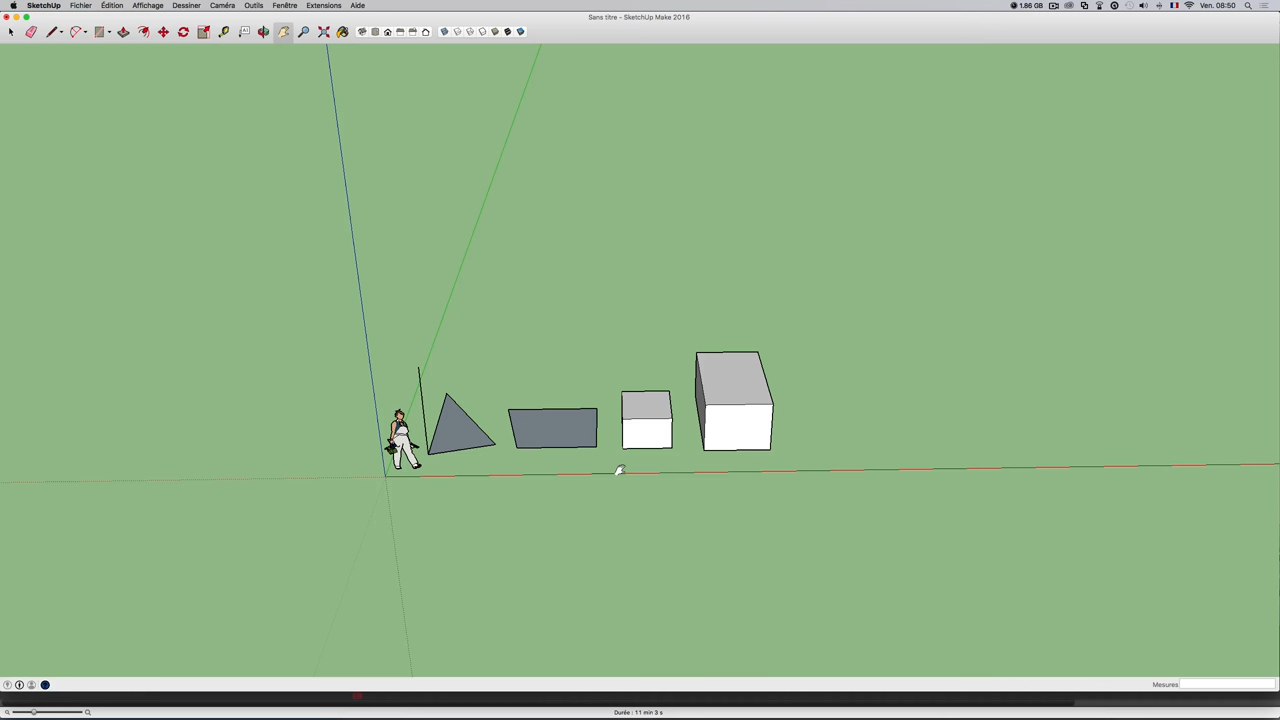 SketchUp Fichier Édition Affichage Dessiner Caméra Outils Fenêtre Extensions Aide 1.86 GB Ven. 08:50
Sans titre - SketchUp Make 2016
Mesures
Durée : 11 min 3 s